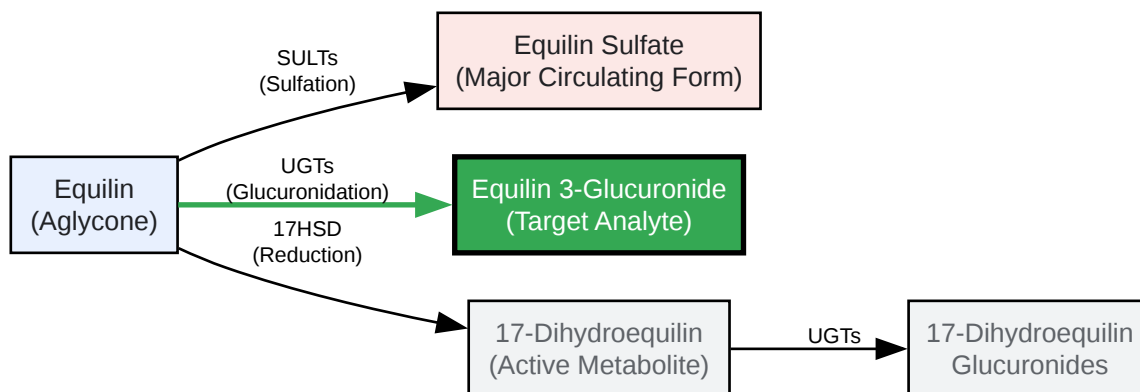 SULTs
(Sulfation)
Equilin Sulfate
(Major Circulating Form)
Equilin
(Aglycone)
UGTs
(Glucuronidation)
Equilin 3-Glucuronide
(Target Analyte)
17HSD
(Reduction)
17-Dihydroequilin
(Active Metabolite)
UGTs
17-Dihydroequilin
Glucuronides